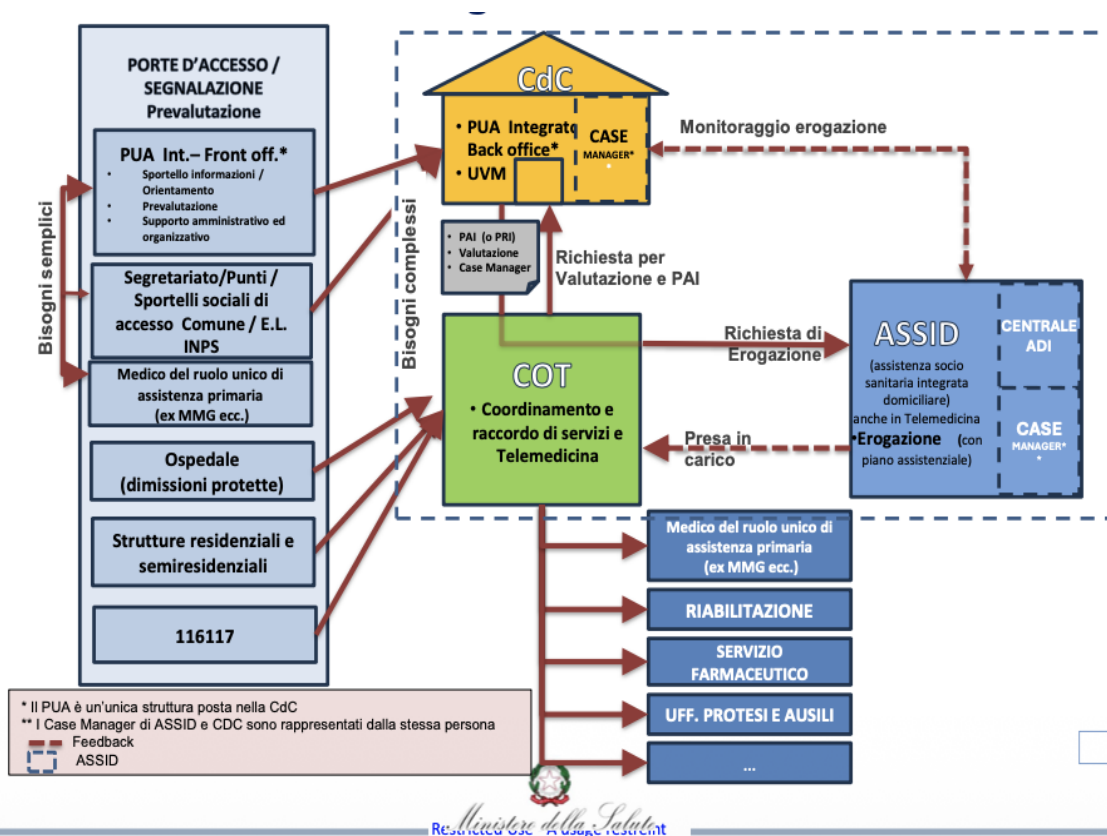 PORTE D'ACCESSO /
SEGNALAZIONE
Prevalutazione
PUA Int.– Front off.*
• Sportello informazioni /
Orientamento
• Prevalutazione
• Supporto amministrativo ed
organizzativo
Segretariato/Punti /
Sportelli sociali di
accesso Comune / E.L.
INPS
Medico del ruolo unico di
assistenza primaria
(ex MMG ecc.)
Ospedale
(dimissioni protette)
Strutture residenziali e
semiresidenziali
116117
Bisogni semplici
Bisogni complessi
CdC
• PUA Integrato
Back office*
• UVM
CASE
MANAGER*
*
Monitoraggio erogazione
• PAI (o PRI)
• Valutazione
• Case Manager
Richiesta per
Valutazione e PAI
COT
• Coordinamento e
raccordo di servizi e
Telemedicina
Richiesta di
Erogazione
Presa in
carico
ASSID
(assistenza socio
sanitaria integrata
domiciliare)
anche in Telemedicina
•Erogazione (con
piano assistenziale)
CENTRALE
ADI
CASE
MANAGER*
*
Medico del ruolo unico di
assistenza primaria
(ex MMG ecc.)
RIABILITAZIONE
SERVIZIO
FARMACEUTICO
UFF. PROTESI E AUSILI
...
* Il PUA è un'unica struttura posta nella CdC
** I Case Manager di ASSID e CDC sono rappresentati dalla stessa persona
Feedback
ASSID
Ministero della Salute